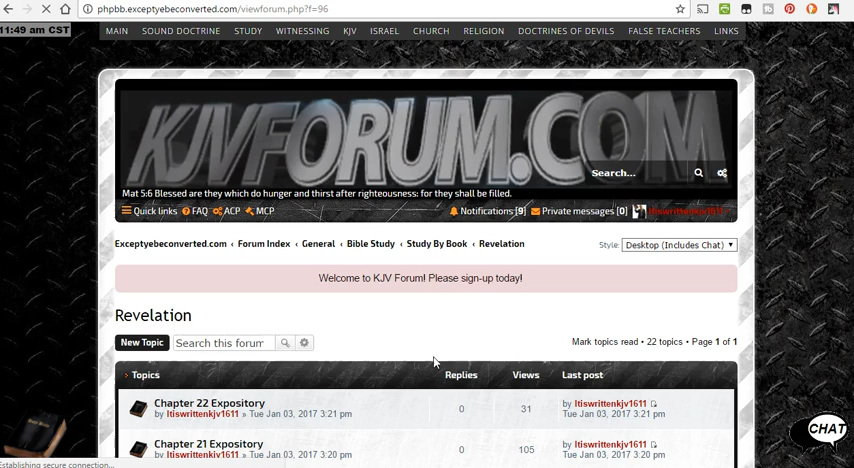 phpbb.exceptyebeconverted.com/viewforum.php?f=96
11:49 am CST
MAIN SOUND DOCTRINE STUDY WITNESSING KJV ISRAEL CHURCH RELIGION DOCTRINES OF DEVILS FALSE TEACHERS LINKS
KJVFORUM.COM
Search...
Mat 5:6 Blessed are they which do hunger and thirst after righteousness: for they shall be filled.
Quick links FAQ ACP MCP Notifications [9] Private messages [0] Itiswrittenkjv1611
Exceptyebeconverted.com ‹ Forum Index ‹ General ‹ Bible Study ‹ Study By Book ‹ Revelation Style: Desktop (Includes Chat)
Welcome to KJV Forum! Please sign-up today!
Revelation
New Topic Search this forum Mark topics read • 22 topics • Page 1 of 1
Topics Replies Views Last post
Chapter 22 Expository 0 31 by Itiswrittenkjv1611
by Itiswrittenkjv1611 » Tue Jan 03, 2017 3:21 pm Tue Jan 03, 2017 3:21 pm
Chapter 21 Expository 0 105 by Itiswrittenkjv1611
by Itiswrittenkjv1611 » Tue Jan 03, 2017 3:20 pm Tue Jan 03, 2017 3:20 pm
CHAT
Establishing secure connection...